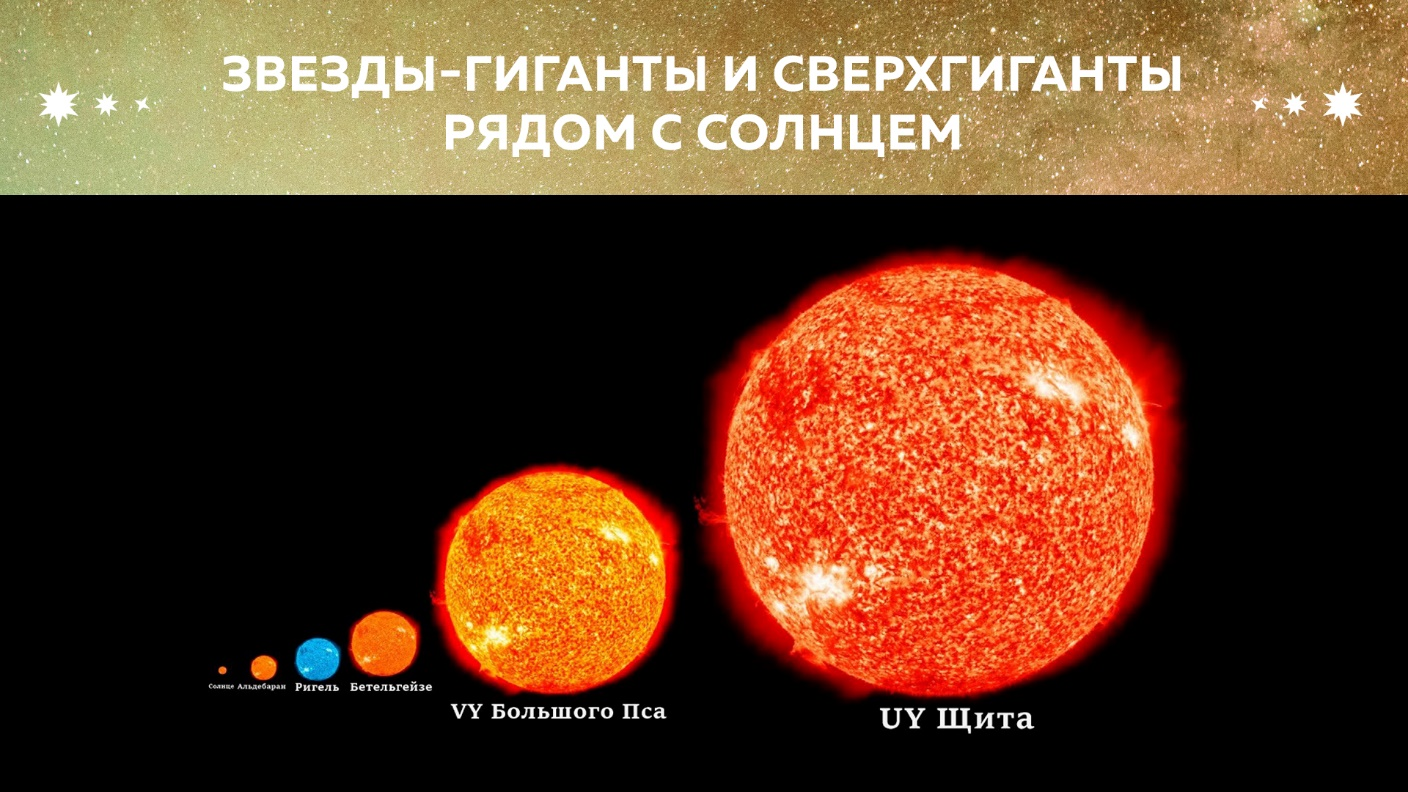 ЗВЕЗДЫ-ГИГАНТЫ И СВЕРХГИГАНТЫ
РЯДОМ С СОЛНЦЕМ
Солнце
Альдебаран
Ригель
Бетельгейзе
VY Большого Пса
UY Щита